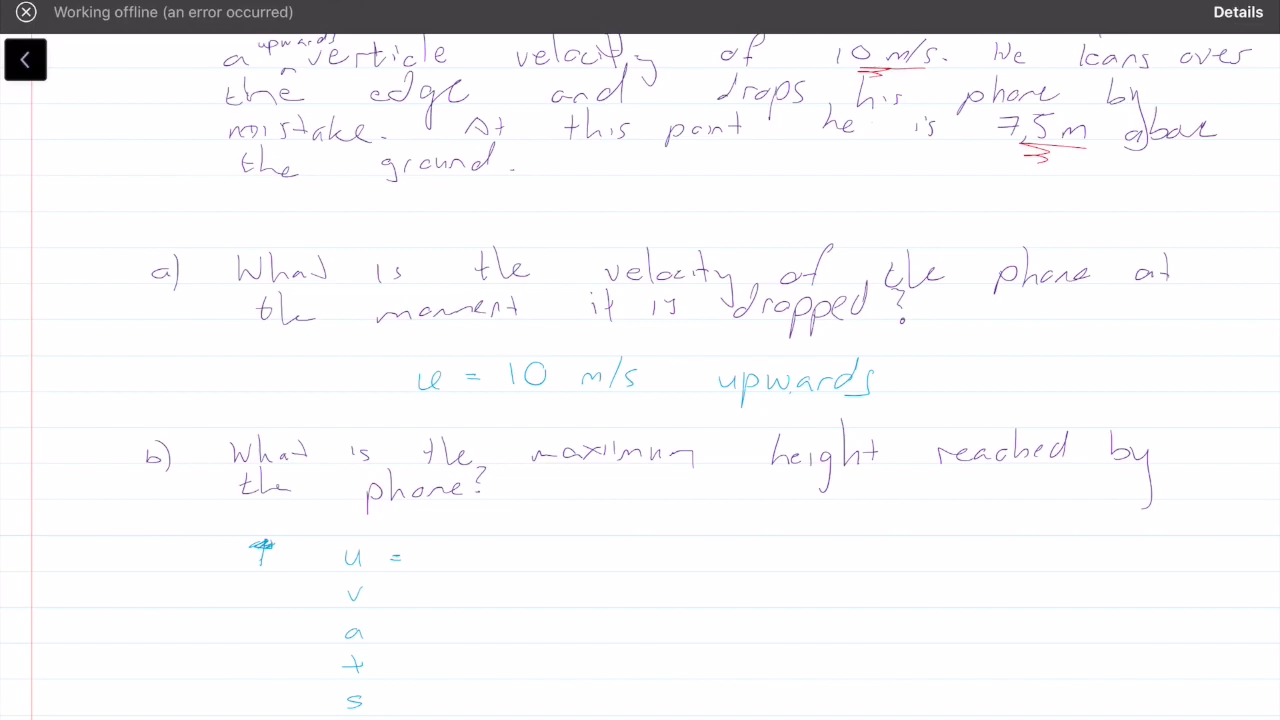 Working offline (an error occurred)
Details
upwards
a verticle velocity of 10 m/s. He leans over
the edge and drops his phone by
mistake. At this point he is 7,5 m above
the ground.
a) What is the velocity of the phone at
the moment it is dropped?
u = 10 m/s upwards
b) What is the maximum height reached by
the phone?
↑ u =
v
a
t
s